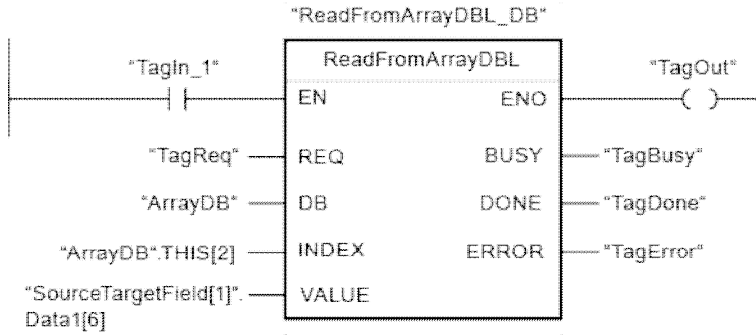 "ReadFromArrayDBL_DB"
ReadFromArrayDBL
"TagIn_1"
"TagOut"
EN
ENO
"TagReq"
REQ
BUSY
"TagBusy"
"ArrayDB"
DB
DONE
"TagDone"
"ArrayDB".THIS[2]
INDEX
ERROR
"TagError"
"SourceTargetField[1]".
Data1[6]
VALUE